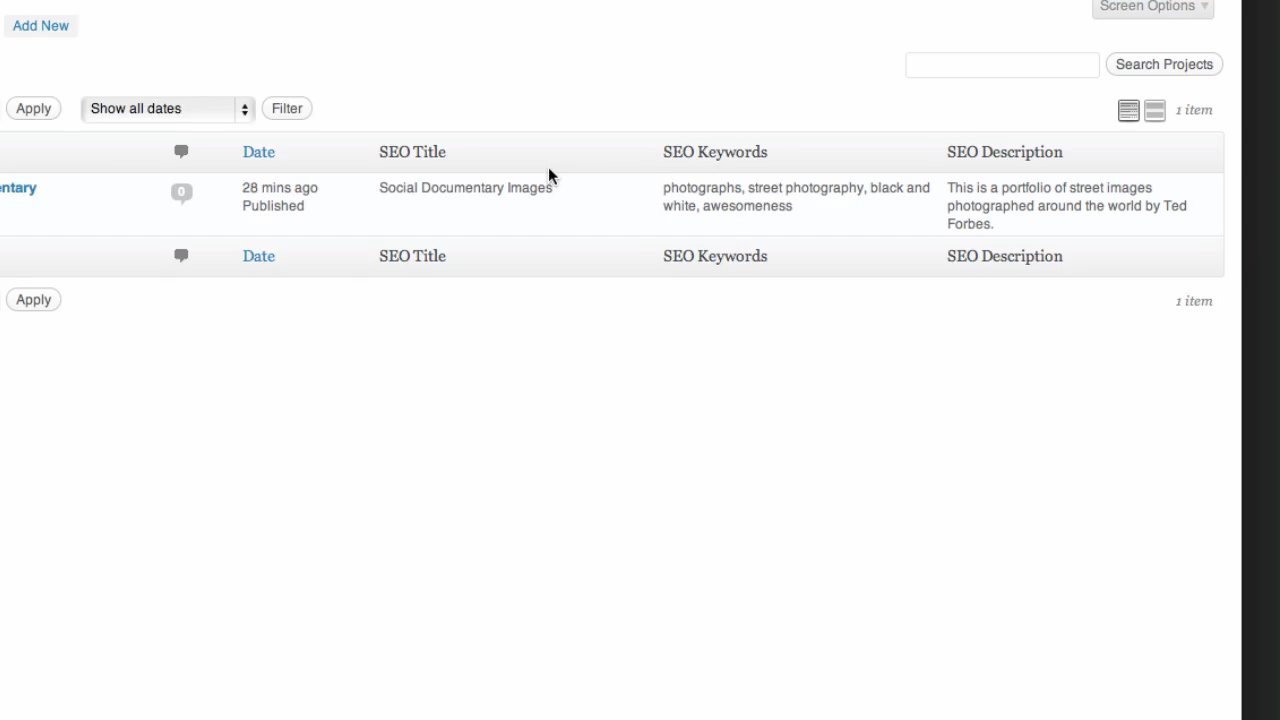 Screen Options
Add New
Search Projects
Apply Show all dates Filter 1 item
Date SEO Title SEO Keywords SEO Description
entary 0 28 mins ago Social Documentary Images photographs, street photography, black and This is a portfolio of street images
Published white, awesomeness photographed around the world by Ted
Forbes.
Date SEO Title SEO Keywords SEO Description
Apply 1 item